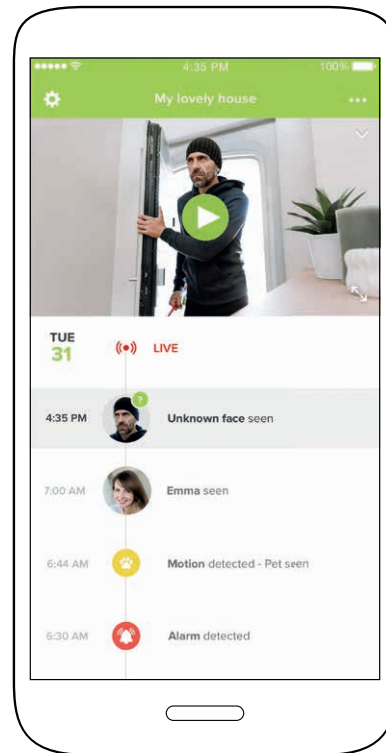 4:35 PM 100%
My lovely house
TUE
31 LIVE
4:35 PM ? Unknown face seen
7:00 AM Emma seen
6:44 AM Motion detected - Pet seen
6:30 AM Alarm detected